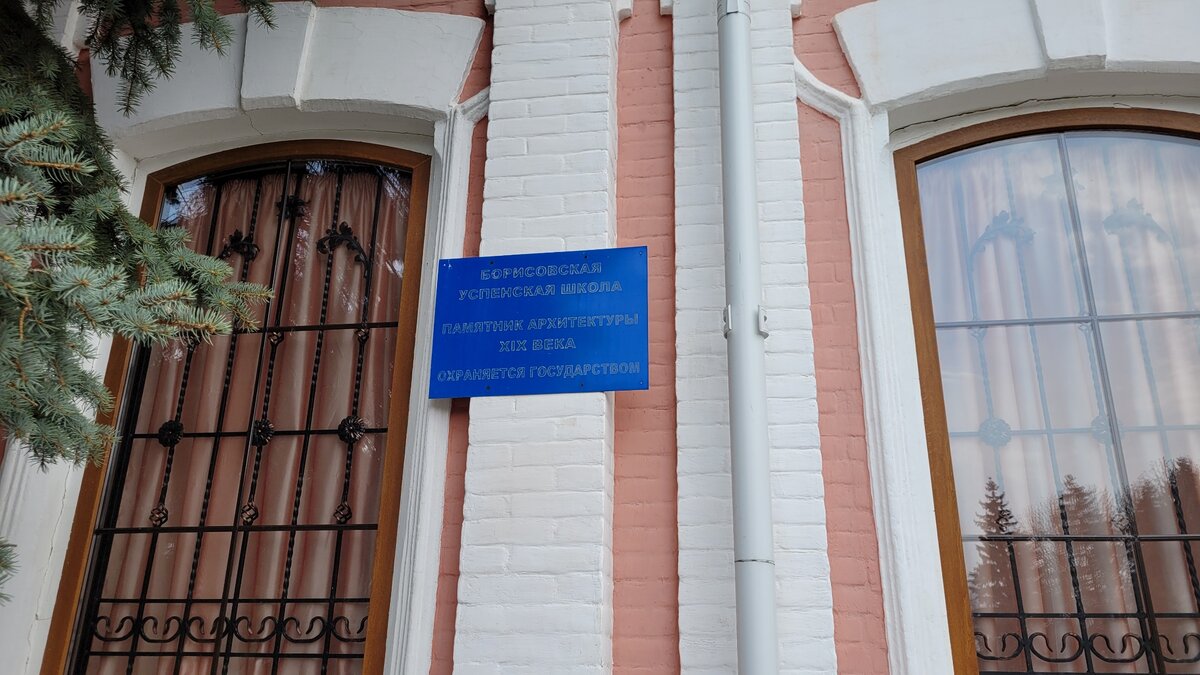 БОРИСОВСКАЯ
УСПЕНСКАЯ ШКОЛА
ПАМЯТНИК АРХИТЕКТУРЫ
XIX ВЕКА
ОХРАНЯЕТСЯ ГОСУДАРСТВОМ